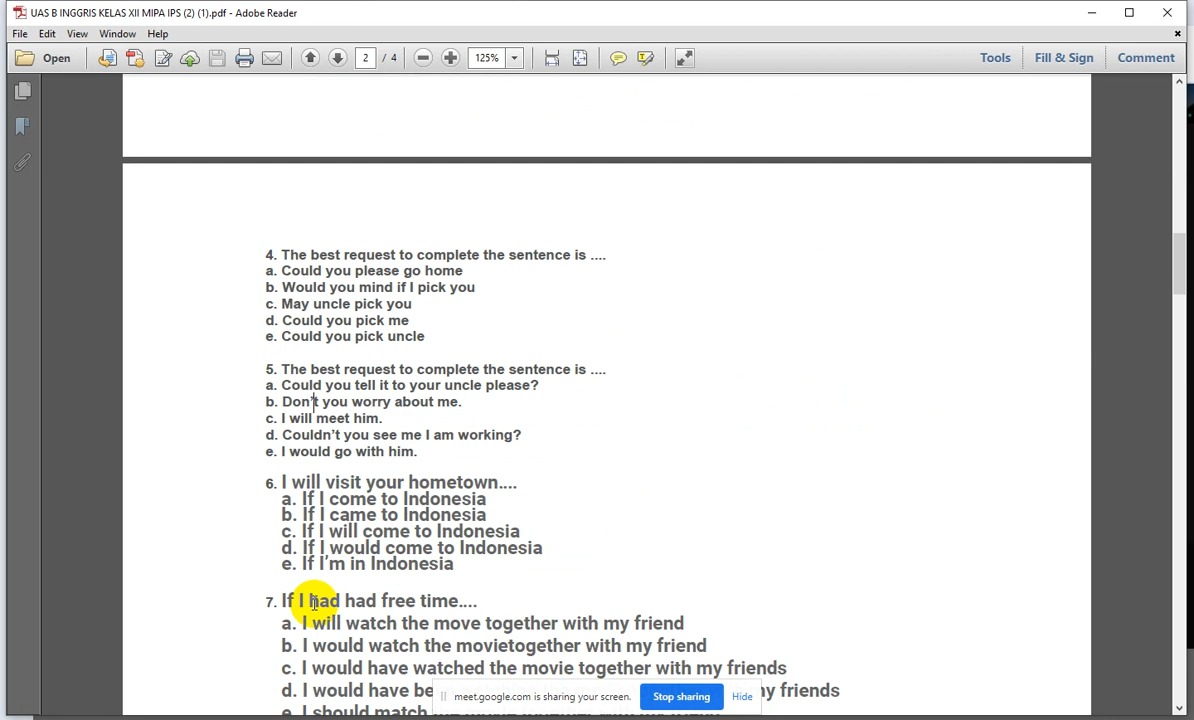 UAS B INGGRIS KELAS XII MIPA IPS (2) (1).pdf - Adobe Reader
File Edit View Window Help
Open 2 / 4 125% Tools Fill & Sign Comment
4. The best request to complete the sentence is ....
a. Could you please go home
b. Would you mind if I pick you
c. May uncle pick you
d. Could you pick me
e. Could you pick uncle
5. The best request to complete the sentence is ....
a. Could you tell it to your uncle please?
b. Don't you worry about me.
c. I will meet him.
d. Couldn't you see me I am working?
e. I would go with him.
6. I will visit your hometown....
a. If I come to Indonesia
b. If I came to Indonesia
c. If I will come to Indonesia
d. If I would come to Indonesia
e. If I'm in Indonesia
7. If I had had free time....
a. I will watch the move together with my friend
b. I would watch the movietogether with my friend
c. I would have watched the movie together with my friends
d. I would have be my friends
meet.google.com is sharing your screen. Stop sharing Hide
e. I should match